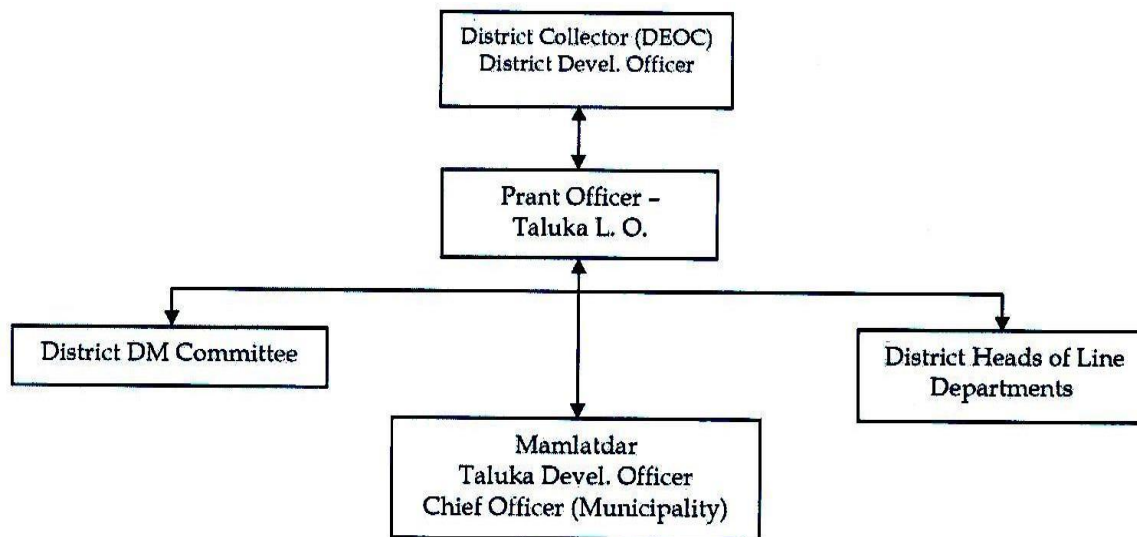 District Collector (DEOC)
District Devel. Officer
Prant Officer –
Taluka L. O.
District DM Committee
District Heads of Line
Departments
Mamlatdar
Taluka Devel. Officer
Chief Officer (Municipality)